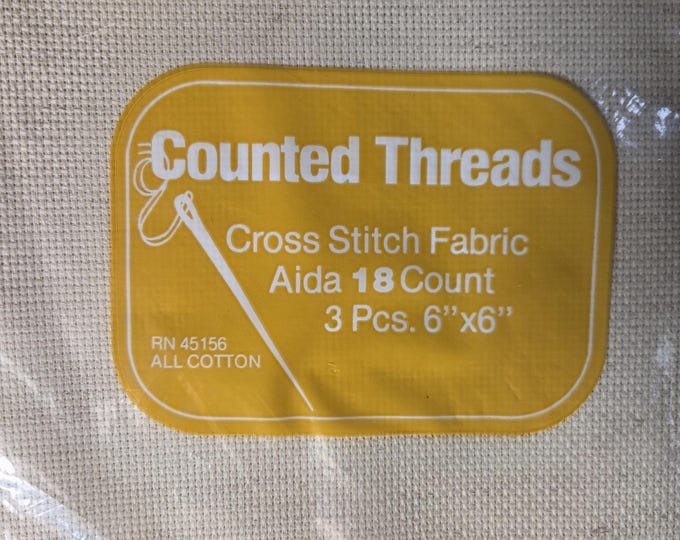 Counted Threads
Cross Stitch Fabric
Aida 18 Count
3 Pcs. 6"x6"
RN 45156
ALL COTTON